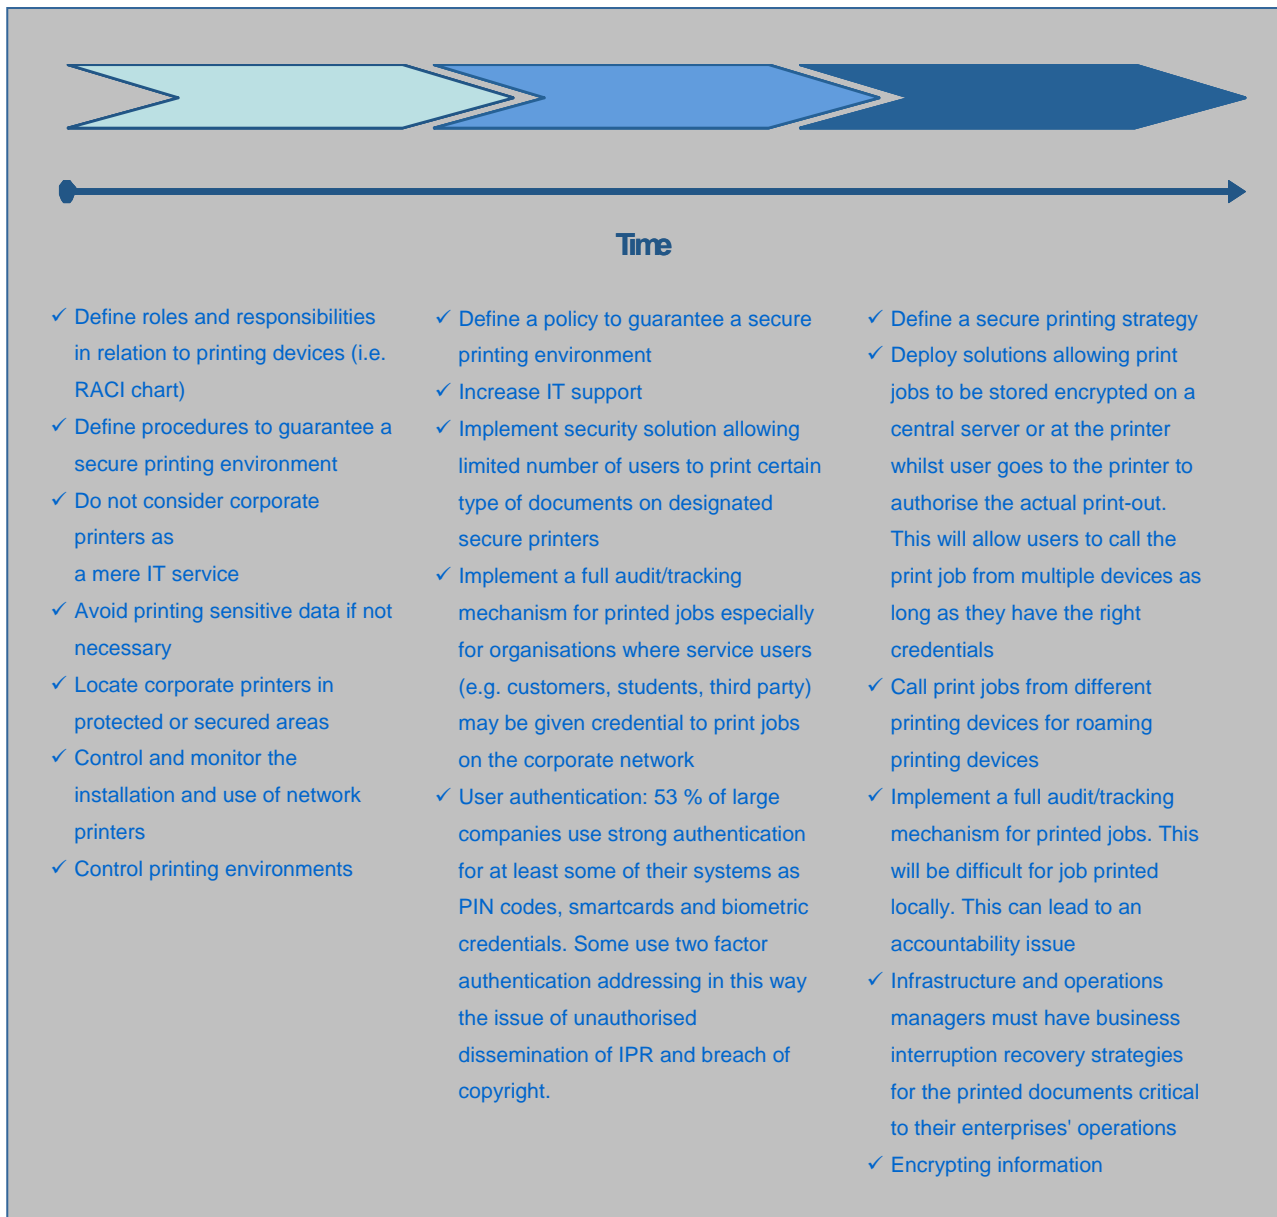 Time
✓ Define roles and responsibilities
in relation to printing devices (i.e.
RACI chart)
✓ Define procedures to guarantee a
secure printing environment
✓ Do not consider corporate
printers as
a mere IT service
✓ Avoid printing sensitive data if not
necessary
✓ Locate corporate printers in
protected or secured areas
✓ Control and monitor the
installation and use of network
printers
✓ Control printing environments
✓ Define a policy to guarantee a secure
printing environment
✓ Increase IT support
✓ Implement security solution allowing
limited number of users to print certain
type of documents on designated
secure printers
✓ Implement a full audit/tracking
mechanism for printed jobs especially
for organisations where service users
(e.g. customers, students, third party)
may be given credential to print jobs
on the corporate network
✓ User authentication: 53 % of large
companies use strong authentication
for at least some of their systems as
PIN codes, smartcards and biometric
credentials. Some use two factor
authentication addressing in this way
the issue of unauthorised
dissemination of IPR and breach of
copyright.
✓ Define a secure printing strategy
✓ Deploy solutions allowing print
jobs to be stored encrypted on a
central server or at the printer
whilst user goes to the printer to
authorise the actual print-out.
This will allow users to call the
print job from multiple devices as
long as they have the right
credentials
✓ Call print jobs from different
printing devices for roaming
printing devices
✓ Implement a full audit/tracking
mechanism for printed jobs. This
will be difficult for job printed
locally. This can lead to an
accountability issue
✓ Infrastructure and operations
managers must have business
interruption recovery strategies
for the printed documents critical
to their enterprises' operations
✓ Encrypting information